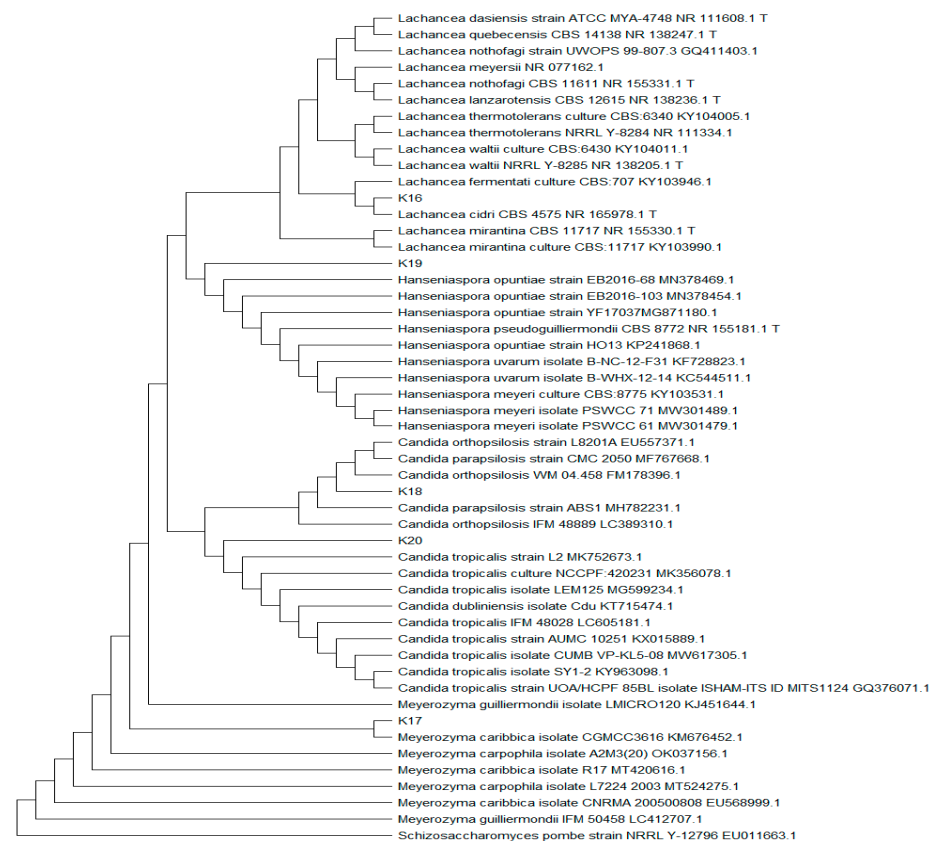 Lachancea dasiensis strain ATCC MYA-4748 NR 111608.1 T
Lachancea quebecensis CBS 14138 NR 138247.1 T
Lachancea nothofagi strain UWOPS 99-807.3 GQ411403.1
Lachancea meyersii NR 077162.1
Lachancea nothofagi CBS 11611 NR 155331.1 T
Lachancea lanzarotensis CBS 12615 NR 138236.1 T
Lachancea thermotolerans culture CBS:6340 KY104005.1
Lachancea thermotolerans NRRL Y-8284 NR 111334.1
Lachancea waltii culture CBS:6430 KY104011.1
Lachancea waltii NRRL Y-8285 NR 138205.1 T
Lachancea fermentati culture CBS:707 KY103946.1
K16
Lachancea cidri CBS 4575 NR 165978.1 T
Lachancea mirantina CBS 11717 NR 155330.1 T
Lachancea mirantina culture CBS:11717 KY103990.1
K19
Hanseniaspora opuntiae strain EB2016-68 MN378469.1
Hanseniaspora opuntiae strain EB2016-103 MN378454.1
Hanseniaspora opuntiae strain YF17037MG871180.1
Hanseniaspora pseudoguilliermondii CBS 8772 NR 155181.1 T
Hanseniaspora opuntiae strain HO13 KP241868.1
Hanseniaspora uvarum isolate B-NC-12-F31 KF728823.1
Hanseniaspora uvarum isolate B-WHX-12-14 KC544511.1
Hanseniaspora meyeri culture CBS:8775 KY103531.1
Hanseniaspora meyeri isolate PSWCC 71 MW301489.1
Hanseniaspora meyeri isolate PSWCC 61 MW301479.1
Candida orthopsilosis strain L8201A EU557371.1
Candida parapsilosis strain CMC 2050 MF767668.1
Candida orthopsilosis WM 04.458 FM178396.1
K18
Candida parapsilosis strain ABS1 MH782231.1
Candida orthopsilosis IFM 48889 LC389310.1
K20
Candida tropicalis strain L2 MK752673.1
Candida tropicalis culture NCCPF:420231 MK356078.1
Candida tropicalis isolate LEM125 MG599234.1
Candida dubliniensis isolate Cdu KT715474.1
Candida tropicalis IFM 48028 LC605181.1
Candida tropicalis strain AUMC 10251 KX015889.1
Candida tropicalis isolate CUMB VP-KL5-08 MW617305.1
Candida tropicalis isolate SY1-2 KY963098.1
Candida tropicalis strain UOA/HCPF 85BL isolate ISHAM-ITS ID MITS1124 GQ376071.1
Meyerozyma guilliermondii isolate LMICRO120 KJ451644.1
K17
Meyerozyma caribbica isolate CGMCC3616 KM676452.1
Meyerozyma carpophila isolate A2M3(20) OK037156.1
Meyerozyma caribbica isolate R17 MT420616.1
Meyerozyma carpophila isolate L7224 2003 MT524275.1
Meyerozyma caribbica isolate CNRMA 200500808 EU568999.1
Meyerozyma guilliermondii IFM 50458 LC412707.1
Schizosaccharomyces pombe strain NRRL Y-12796 EU011663.1